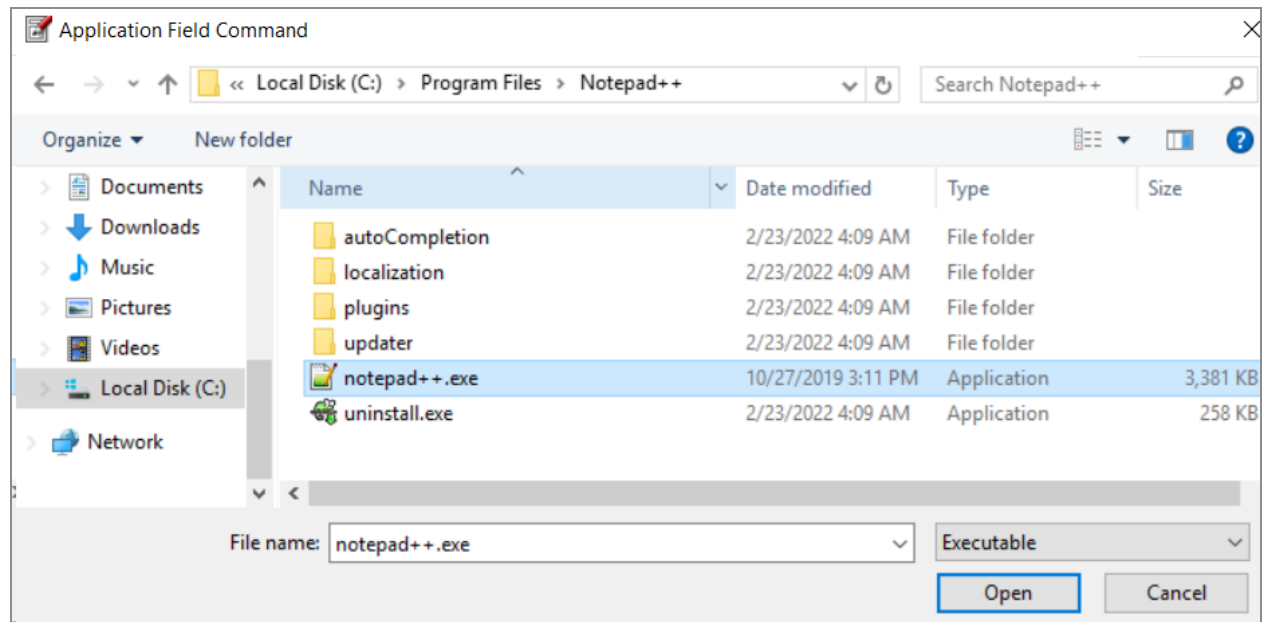 Application Field Command
« Local Disk (C:) > Program Files > Notepad++ Search Notepad++
Organize New folder
Documents Name Date modified Type Size
Downloads autoCompletion 2/23/2022 4:09 AM File folder
Music localization 2/23/2022 4:09 AM File folder
Pictures plugins 2/23/2022 4:09 AM File folder
Videos updater 2/23/2022 4:09 AM File folder
Local Disk (C:) notepad++.exe 10/27/2019 3:11 PM Application 3,381 KB
uninstall.exe 2/23/2022 4:09 AM Application 258 KB
Network
File name: notepad++.exe Executable
Open Cancel